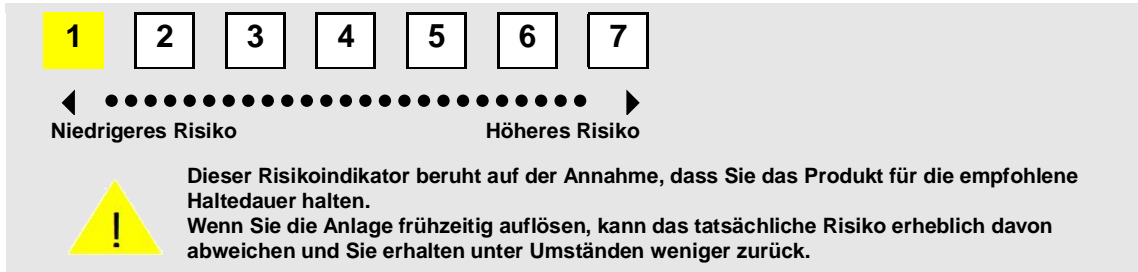 1 2 3 4 5 6 7
Niedrigeres Risiko Höheres Risiko
Dieser Risikoindikator beruht auf der Annahme, dass Sie das Produkt für die empfohlene
Haltedauer halten.
Wenn Sie die Anlage frühzeitig auflösen, kann das tatsächliche Risiko erheblich davon
abweichen und Sie erhalten unter Umständen weniger zurück.
!